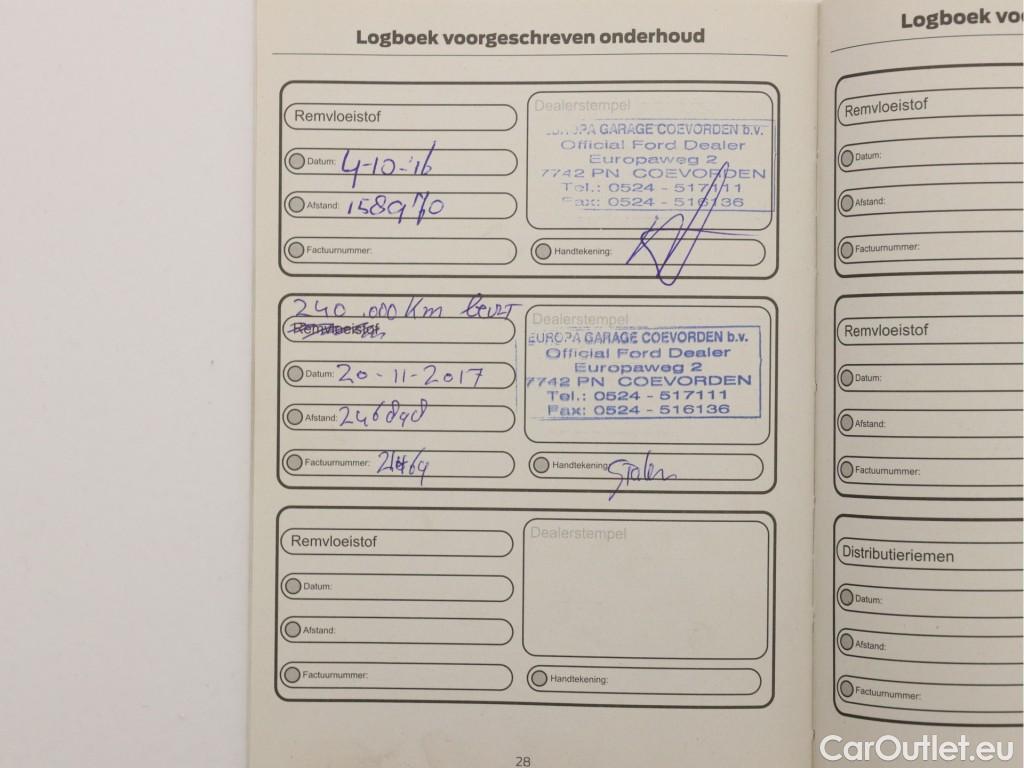 Logboek voorgeschreven onderhoud
Remvloeistof
Datum: 4-10-'16
Afstand: 158970
Factuurnummer:
Dealerstempel
EUROPA GARAGE COEVORDEN b.v.
Official Ford Dealer
Europaweg 2
7742 PN COEVORDEN
Tel.: 0524 - 517111
Fax: 0524 - 516136
Handtekening:
240.000 Km beurt
Remvloeistof
Datum: 20-11-2017
Afstand: 246898
Factuurnummer:
Dealerstempel
EUROPA GARAGE COEVORDEN b.v.
Official Ford Dealer
Europaweg 2
7742 PN COEVORDEN
Tel.: 0524 - 517111
Fax: 0524 - 516136
Handtekening:
Remvloeistof
Datum:
Afstand:
Factuurnummer:
Dealerstempel
Handtekening:
28
Logboek voo
Remvloeistof
Datum:
Afstand:
Factuurnummer:
Remvloeistof
Datum:
Afstand:
Factuurnummer:
Distributieriemen
Datum:
Afstand:
Factuurnummer:
CarOutlet.eu